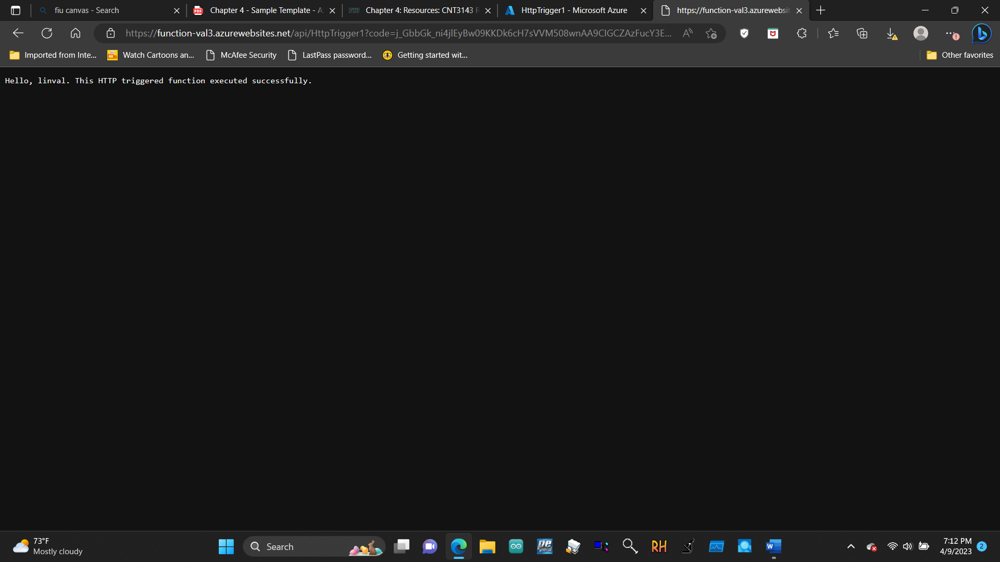 fiu canvas - Search
Chapter 4 - Sample Template - A
Chapter 4: Resources: CNT3143 R
HttpTrigger1 - Microsoft Azure
https://function-val3.azurewebsit
https://function-val3.azurewebsites.net/api/HttpTrigger1?code=j_GbbGk_ni4jlEyBw09KKDk6cH7sVVM508wnAA9ClGCZAzFucY3E...
Imported from Inte...
Watch Cartoons an...
McAfee Security
LastPass password...
Getting started wit...
Other favorites
Hello, linval. This HTTP triggered function executed successfully.
73°F
Mostly cloudy
Search
RH
7:12 PM
4/9/2023
2